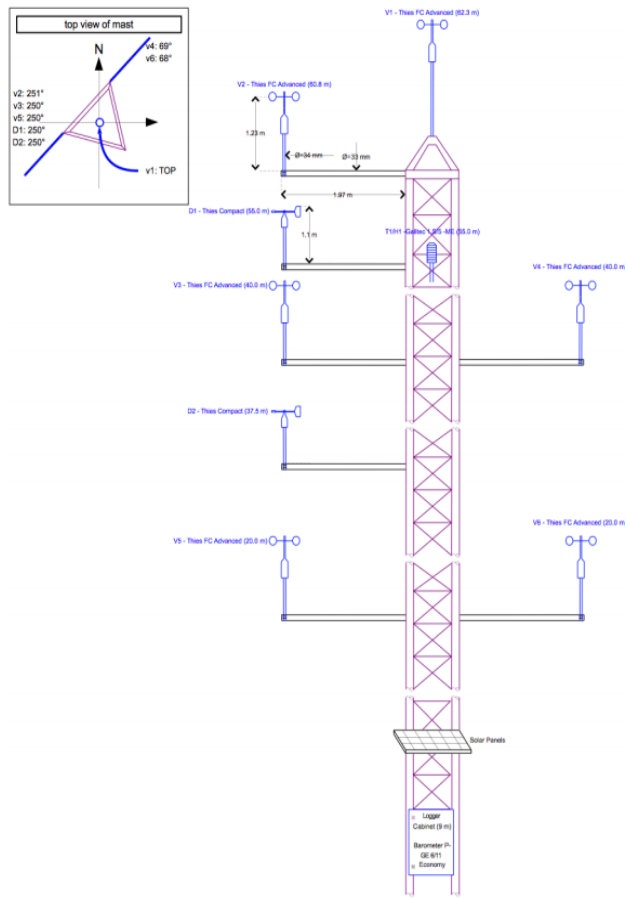 top view of mast
N
v4: 69°
v6: 68°
v2: 251°
v3: 250°
v5: 250°
D1: 250°
D2: 250°
v1: TOP
V1 - Thies FC Advanced (62.3 m)
V2 - Thies FC Advanced (60.8 m)
1.23 m
Ø=34 mm
Ø=33 mm
1.97 m
D1 - Thies Compact (55.0 m)
1.1 m
T1/H1 -Galltec (55.0 m)
V3 - Thies FC Advanced (40.0 m)
V4 - Thies FC Advanced (40.0 m
D2 - Thies Compact (37.5 m)
V5 - Thies FC Advanced (20.0 m)
V6 - Thies FC Advanced (20.0 m
Solar Panels
Logger
Cabinet (9 m)
Barometer P-
GE 6/11
Economy